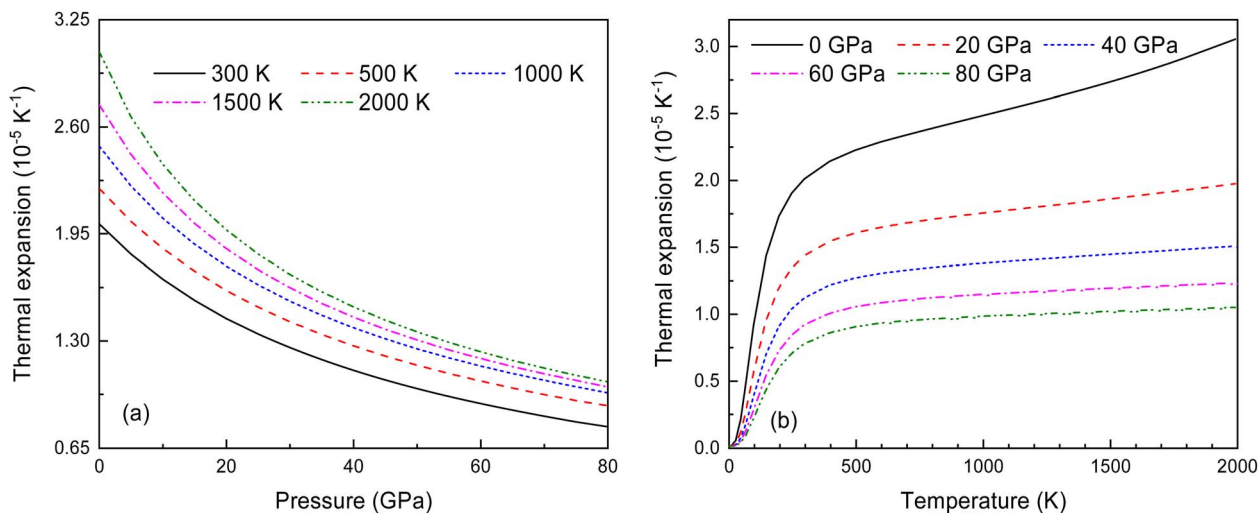 3.25
2.60
1.95
1.30
0.65
Thermal expansion (10⁻⁵ K⁻¹)
300 K 500 K 1000 K
1500 K 2000 K
(a)
0 20 40 60 80
Pressure (GPa)
3.0
2.5
2.0
1.5
1.0
0.5
0.0
Thermal expansion (10⁻⁵ K⁻¹)
0 GPa 20 GPa 40 GPa
60 GPa 80 GPa
(b)
0 500 1000 1500 2000
Temperature (K)